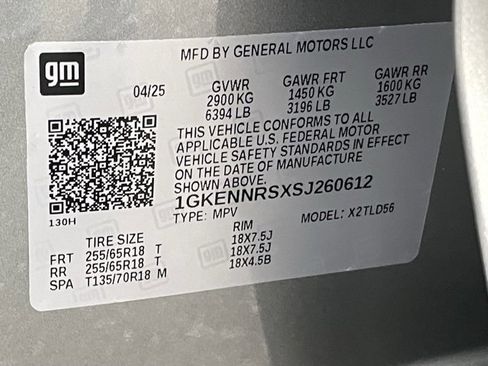 gm
MFD BY GENERAL MOTORS LLC
04/25 GVWR GAWR FRT GAWR RR
2900 KG 1450 KG 1600 KG
6394 LB 3196 LB 3527 LB
THIS VEHICLE CONFORMS TO ALL
APPLICABLE U.S. FEDERAL MOTOR
VEHICLE SAFETY STANDARDS IN EFFECT
ON THE DATE OF MANUFACTURE
SHOWN ABOVE.
1GKENNRSXSJ260612
130H
TYPE: MPV MODEL: X2TLD56
TIRE SIZE RIM
FRT 255/65R18 T 18X7.5J
RR 255/65R18 T 18X7.5J
SPA T135/70R18 M 18X4.5B